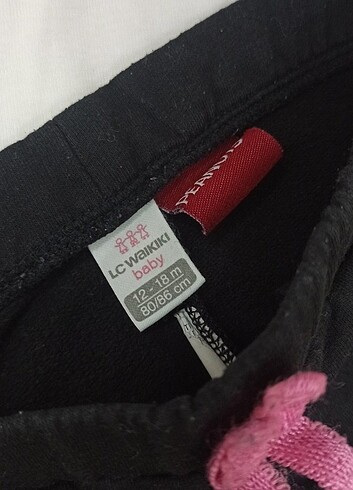 PEANUTS
LC WAIKIKI
baby
12 - 18 m
80/86 cm